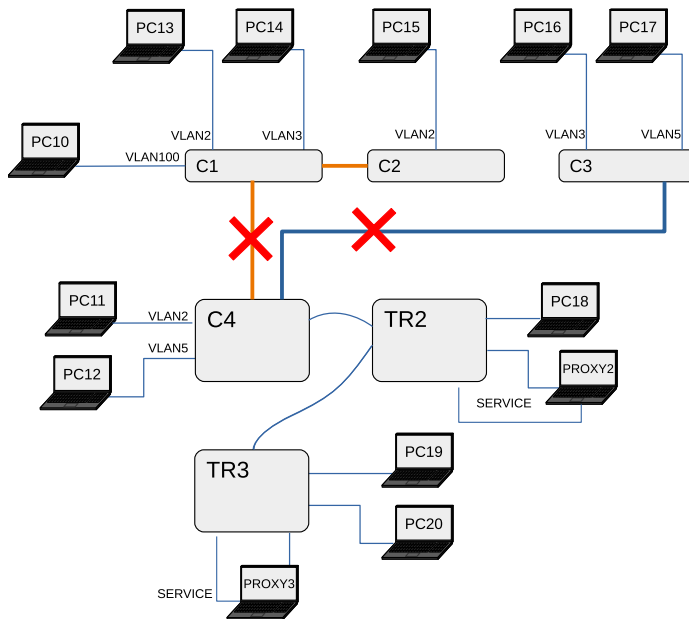 PC13
PC14
PC15
PC16
PC17
VLAN2
VLAN3
VLAN2
VLAN3
VLAN5
PC10
VLAN100
C1
C2
C3
PC11
VLAN2
C4
TR2
PC18
PC12
VLAN5
PROXY2
SERVICE
TR3
PC19
PC20
PROXY3
SERVICE